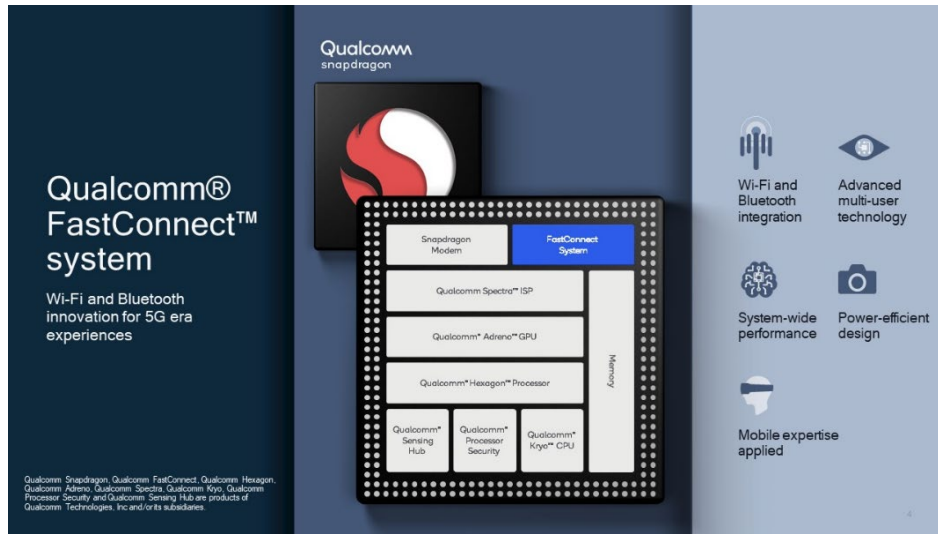 Qualcomm®
FastConnect™
system
Wi-Fi and Bluetooth
innovation for 5G era
experiences
Qualcomm Snapdragon, Qualcomm FastConnect, Qualcomm Hexagon,
Qualcomm Adreno, Qualcomm Spectra, Qualcomm Kryo, Qualcomm
Processor Security and Qualcomm Sensing Hub are products of
Qualcomm Technologies, Inc and/or its subsidiaries.
Qualcomm
snapdragon
Snapdragon
Modem
FastConnect
System
Qualcomm Spectra™ ISP
Qualcomm® Adreno™ GPU
Qualcomm® Hexagon™ Processor
Qualcomm®
Sensing
Hub
Qualcomm®
Processor
Security
Qualcomm®
Kryo™ CPU
Memory
Wi-Fi and
Bluetooth
integration
Advanced
multi-user
technology
System-wide
performance
Power-efficient
design
Mobile expertise
applied
4